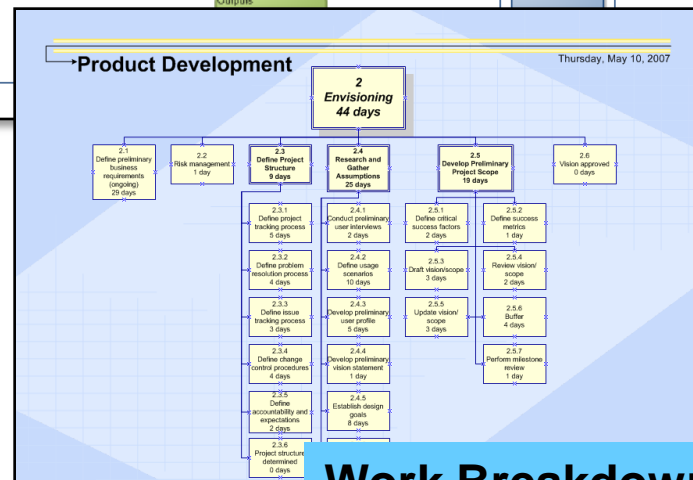 Outputs
Product Development
Thursday, May 10, 2007
2
Envisioning
44 days
2.1
Define preliminary
business
requirements
(ongoing)
29 days
2.2
Risk management
1 day
2.3
Define Project
Structure
9 days
2.4
Research and
Gather
Assumptions
25 days
2.5
Develop Preliminary
Project Scope
19 days
2.6
Vision approved
0 days
2.3.1
Define project
tracking process
5 days
2.3.2
Define problem
resolution process
4 days
2.3.3
Define issue
tracking process
3 days
2.3.4
Define change
control procedures
4 days
2.3.5
Define
accountability and
expectations
2 days
2.3.6
Project structure
determined
0 days
2.4.1
Conduct preliminary
user interviews
2 days
2.4.2
Define usage
scenarios
10 days
2.4.3
Develop preliminary
user profile
5 days
2.4.4
Develop preliminary
vision statement
1 day
2.4.5
Establish design
goals
8 days
2.5.1
Define critical
success factors
2 days
2.5.2
Define success
metrics
1 day
2.5.3
Draft vision/scope
3 days
2.5.4
Review vision/
scope
2 days
2.5.5
Update vision/
scope
3 days
2.5.6
Buffer
4 days
2.5.7
Perform milestone
review
1 day
Work Breakdow